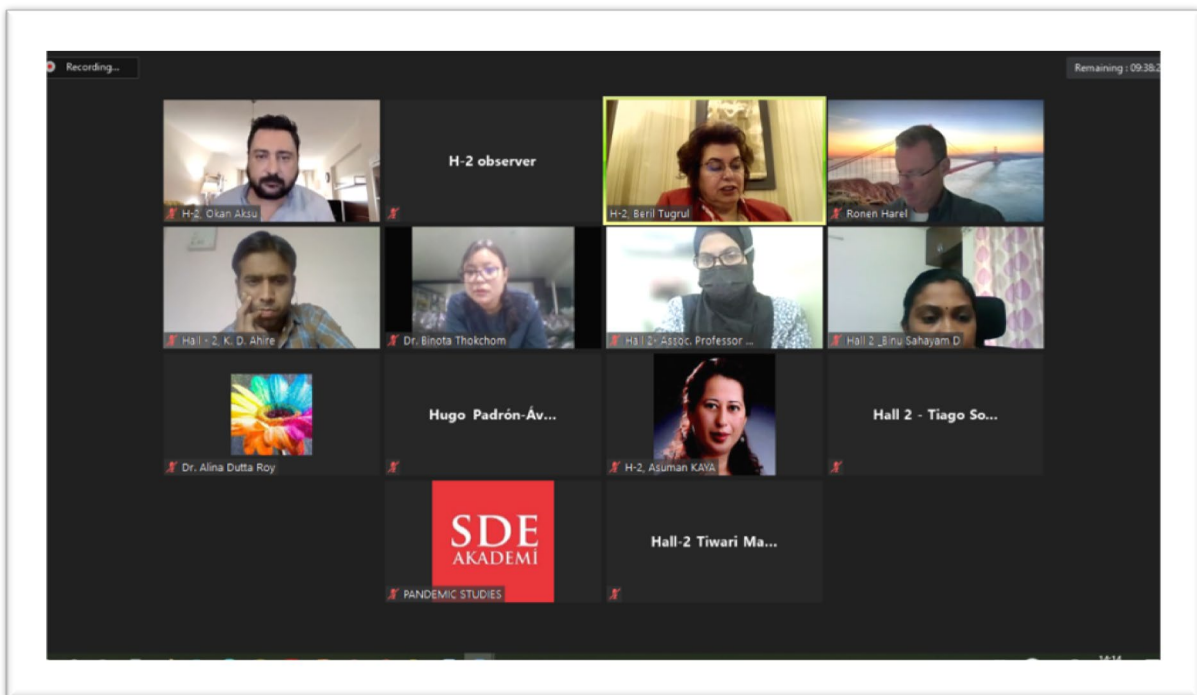 Recording...
Remaining : 09:38:2
H-2, Okan Aksu
H-2 observer
H-2, Beril Tugrul
Ronen Harel
Hall - 2, K. D. Ahire
Dr. Binota Thokchom
Hall 2- Assoc. Professor ...
Hall 2 _Binu Sahayam D
Dr. Alina Dutta Roy
Hugo Padrón-Áv...
H-2, Asuman KAYA
Hall 2 - Tiago So...
SDE
AKADEMİ
PANDEMIC STUDIES
Hall-2 Tiwari Ma...
14:14